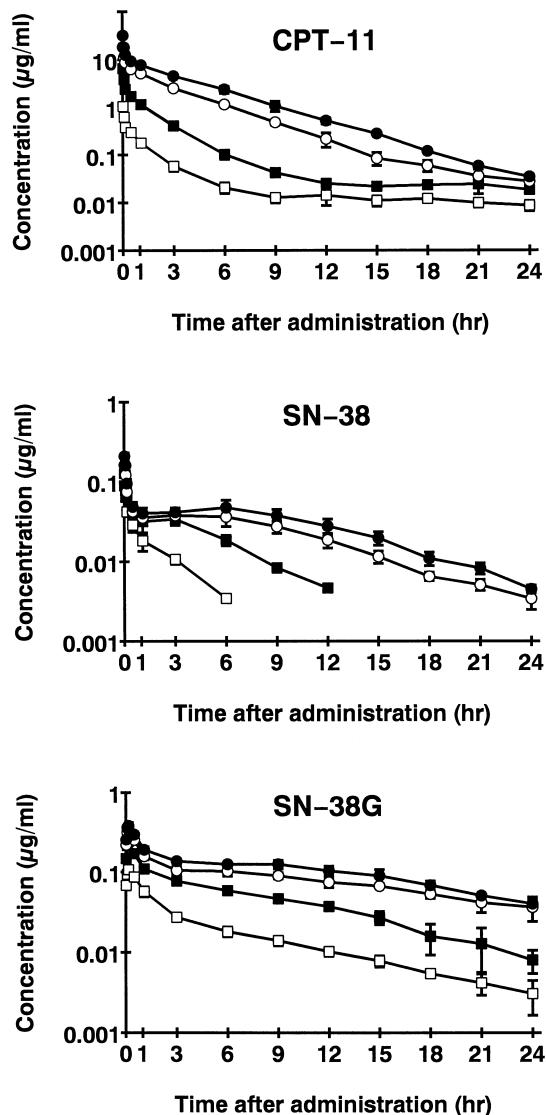 CPT–11
Concentration (µg/ml)
10
1
0.1
0.01
0.001
0 1 3 6 9 12 15 18 21 24
Time after administration (hr)
SN–38
Concentration (µg/ml)
1
0.1
0.01
0.001
0 1 3 6 9 12 15 18 21 24
Time after administration (hr)
SN–38G
Concentration (µg/ml)
1
0.1
0.01
0.001
0 1 3 6 9 12 15 18 21 24
Time after administration (hr)